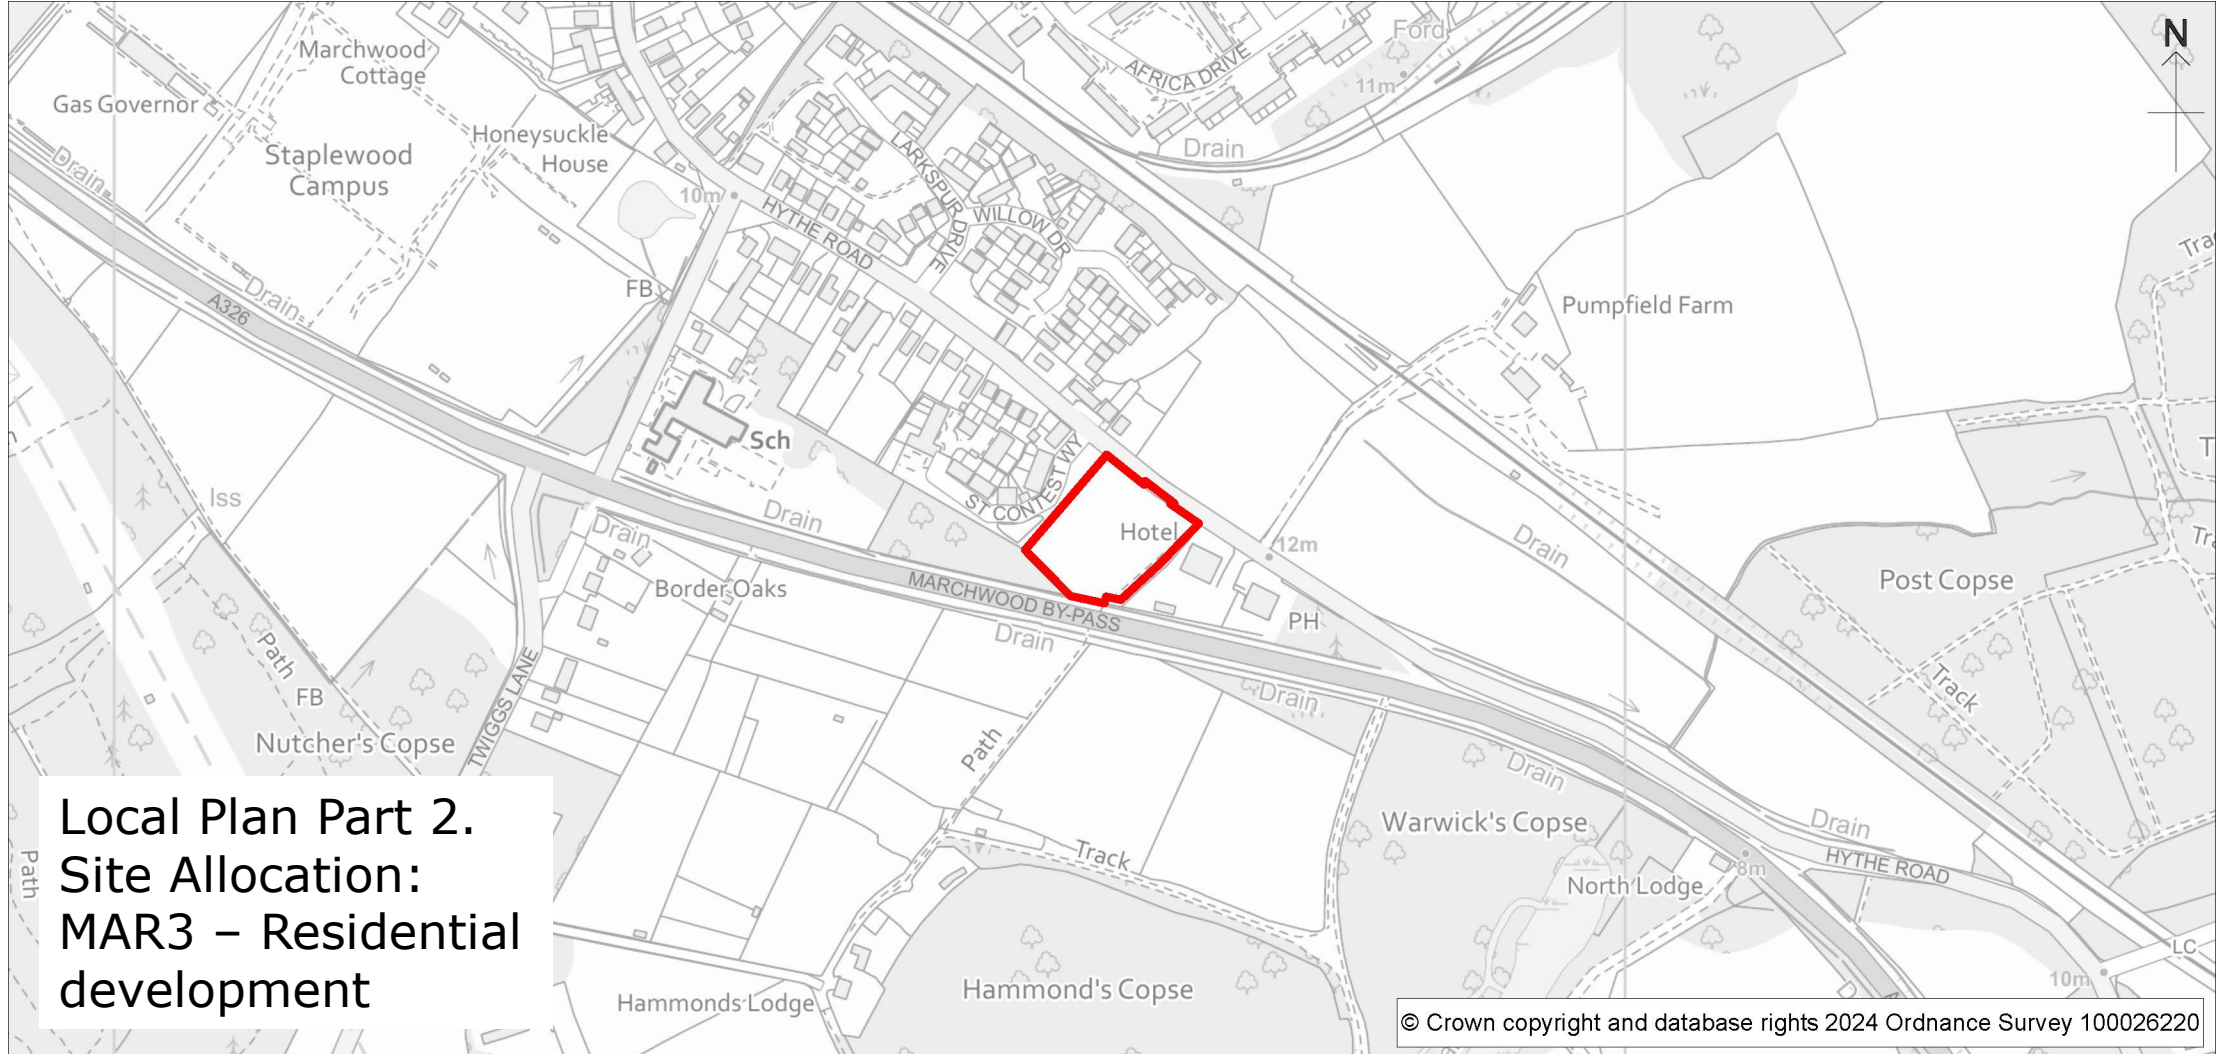 Marchwood
Cottage
Gas Governor
Staplewood
Campus
Honeysuckle
House
Drain
Drain
A326
FB
10m
HYTHE ROAD
LARKSPUR DRIVE
WILLOW DR
AFRICA DRIVE
Ford
11m
Drain
N
Pumpfield Farm
Sch
ST CONTEST WY
Hotel
12m
PH
Drain
Drain
Border Oaks
MARCHWOOD BY-PASS
Drain
Drain
Drain
Iss
Path
FB
Nutcher's Copse
TWIGGS LANE
Path
Path
Track
Post Copse
Track
Warwick's Copse
Drain
Drain
HYTHE ROAD
North Lodge
8m
LC
10m
Hammonds Lodge
Hammond's Copse
Local Plan Part 2.
Site Allocation:
MAR3 – Residential
development
© Crown copyright and database rights 2024 Ordnance Survey 100026220